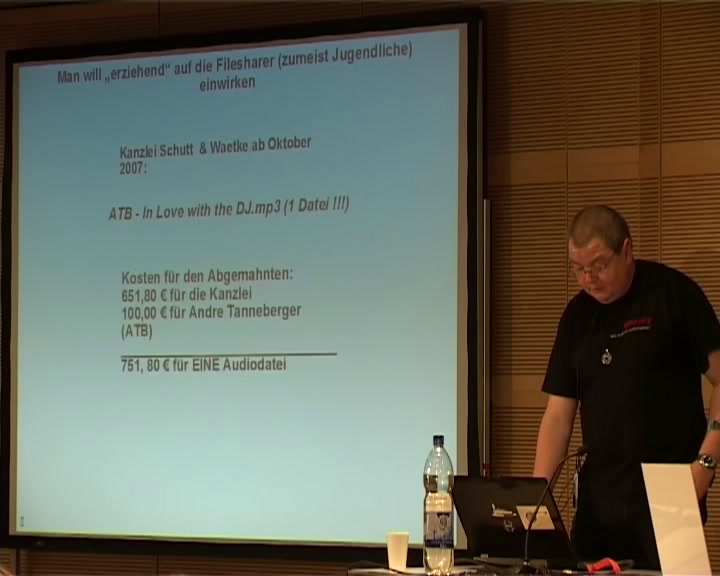 Man will „erziehend“ auf die Filesharer (zumeist Jugendliche)
einwirken
Kanzlei Schutt & Waetke ab Oktober
2007:
ATB - In Love with the DJ.mp3 (1 Datei !!!)
Kosten für den Abgemahnten:
651,80 € für die Kanzlei
100,00 € für Andre Tanneberger
(ATB)
751, 80 € für EINE Audiodatei